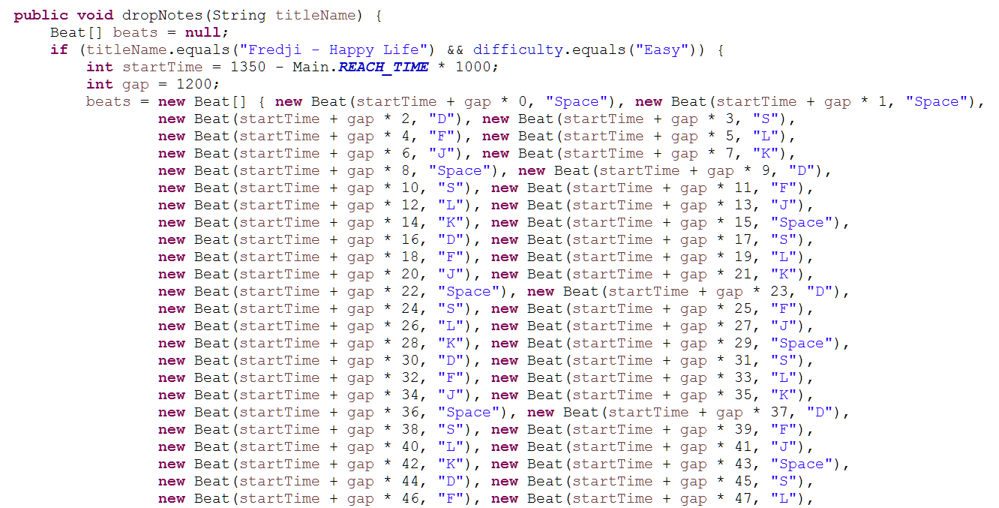 public void dropNotes(String titleName) {
Beat[] beats = null;
if (titleName.equals("Fredji - Happy Life") && difficulty.equals("Easy")) {
int startTime = 1350 - Main.REACH_TIME * 1000;
int gap = 1200;
beats = new Beat[] { new Beat(startTime + gap * 0, "Space"), new Beat(startTime + gap * 1, "Space"),
new Beat(startTime + gap * 2, "D"), new Beat(startTime + gap * 3, "S"),
new Beat(startTime + gap * 4, "F"), new Beat(startTime + gap * 5, "L"),
new Beat(startTime + gap * 6, "J"), new Beat(startTime + gap * 7, "K"),
new Beat(startTime + gap * 8, "Space"), new Beat(startTime + gap * 9, "D"),
new Beat(startTime + gap * 10, "S"), new Beat(startTime + gap * 11, "F"),
new Beat(startTime + gap * 12, "L"), new Beat(startTime + gap * 13, "J"),
new Beat(startTime + gap * 14, "K"), new Beat(startTime + gap * 15, "Space"),
new Beat(startTime + gap * 16, "D"), new Beat(startTime + gap * 17, "S"),
new Beat(startTime + gap * 18, "F"), new Beat(startTime + gap * 19, "L"),
new Beat(startTime + gap * 20, "J"), new Beat(startTime + gap * 21, "K"),
new Beat(startTime + gap * 22, "Space"), new Beat(startTime + gap * 23, "D"),
new Beat(startTime + gap * 24, "S"), new Beat(startTime + gap * 25, "F"),
new Beat(startTime + gap * 26, "L"), new Beat(startTime + gap * 27, "J"),
new Beat(startTime + gap * 28, "K"), new Beat(startTime + gap * 29, "Space"),
new Beat(startTime + gap * 30, "D"), new Beat(startTime + gap * 31, "S"),
new Beat(startTime + gap * 32, "F"), new Beat(startTime + gap * 33, "L"),
new Beat(startTime + gap * 34, "J"), new Beat(startTime + gap * 35, "K"),
new Beat(startTime + gap * 36, "Space"), new Beat(startTime + gap * 37, "D"),
new Beat(startTime + gap * 38, "S"), new Beat(startTime + gap * 39, "F"),
new Beat(startTime + gap * 40, "L"), new Beat(startTime + gap * 41, "J"),
new Beat(startTime + gap * 42, "K"), new Beat(startTime + gap * 43, "Space"),
new Beat(startTime + gap * 44, "D"), new Beat(startTime + gap * 45, "S"),
new Beat(startTime + gap * 46, "F"), new Beat(startTime + gap * 47, "L"),